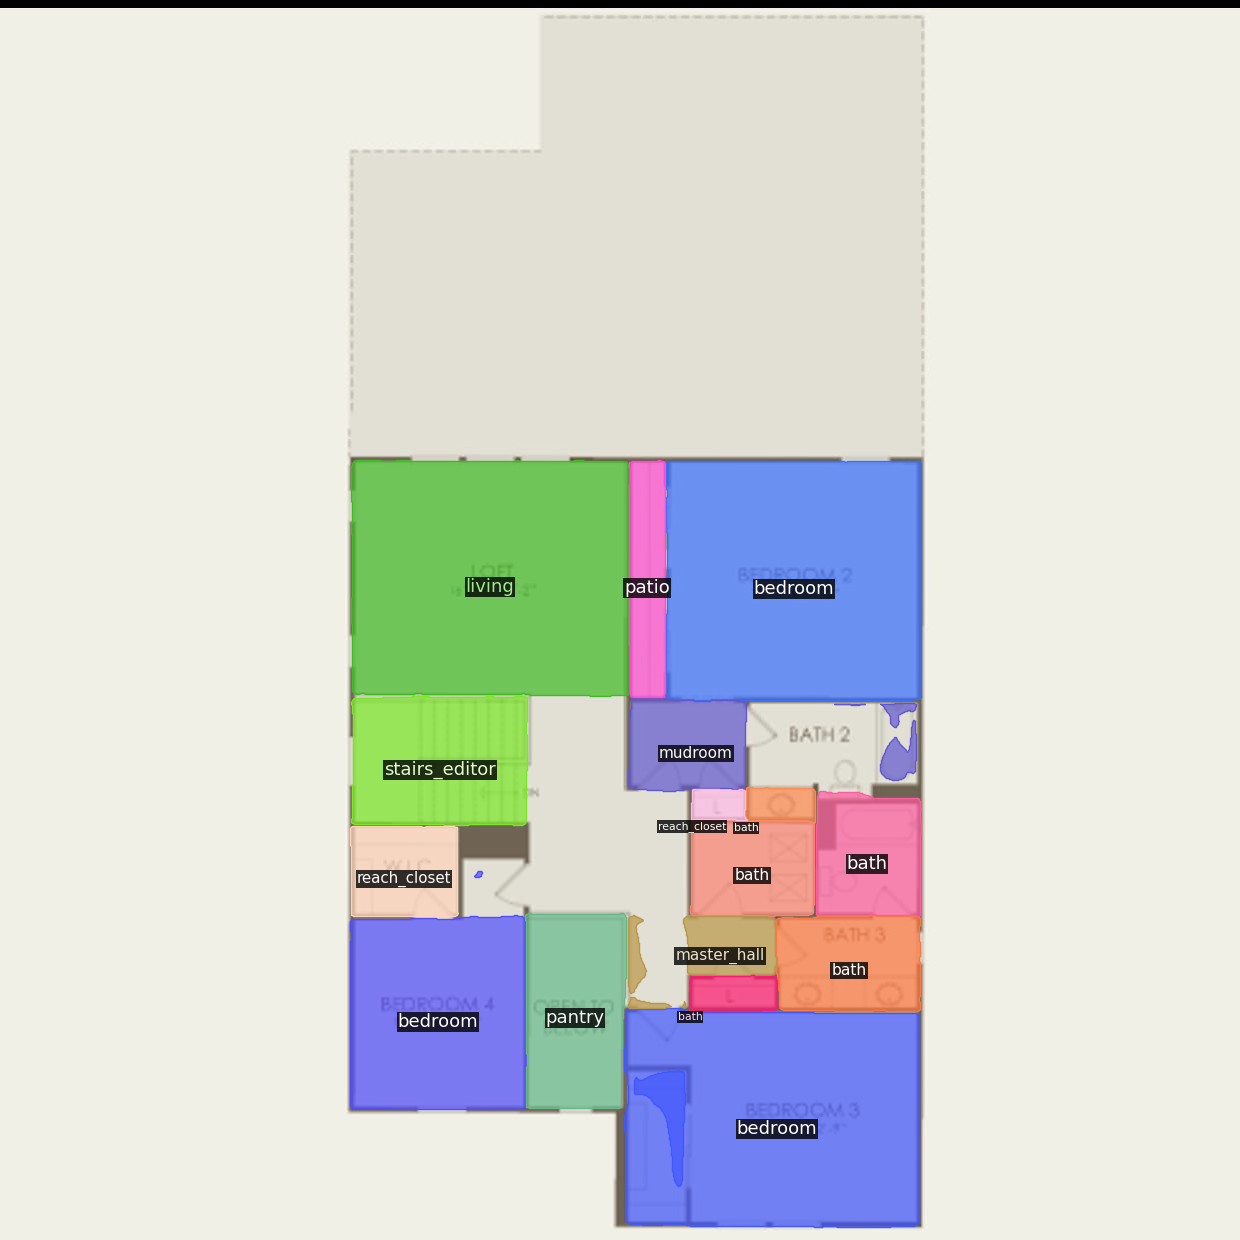 LOFT
living
patio
BEDROOM 2
bedroom
BATH 2
mudroom
stairs_editor
DN
L
reach_closet
bath
W.I.C.
reach_closet
bath
bath
BATH 3
master_hall
bath
L
bath
BEDROOM 4
bedroom
OPEN TO
BELOW
pantry
BEDROOM 3
bedroom